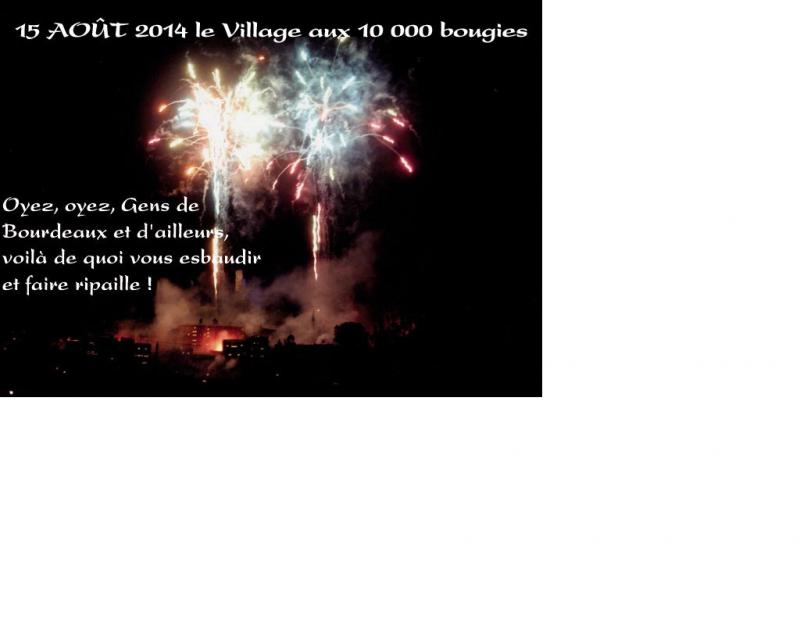 15 AOÛT 2014 le Village aux 10 000 bougies
Oyez, oyez, Gens de
Bourdeaux et d'ailleurs,
voilà de quoi vous esbaudir
et faire ripaille !